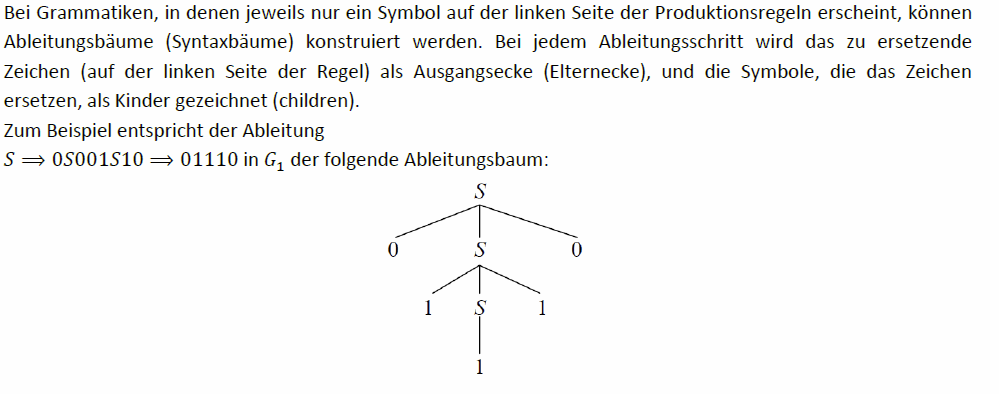 Bei Grammatiken, in denen jeweils nur ein Symbol auf der linken Seite der Produktionsregeln erscheint, können
Ableitungsbäume (Syntaxbäume) konstruiert werden. Bei jedem Ableitungsschritt wird das zu ersetzende
Zeichen (auf der linken Seite der Regel) als Ausgangsecke (Elternecke), und die Symbole, die das Zeichen
ersetzen, als Kinder gezeichnet (children).
Zum Beispiel entspricht der Ableitung
S ⟹ 0S001S10 ⟹ 01110 in G₁ der folgende Ableitungsbaum:
S
0 S 0
1 S 1
1